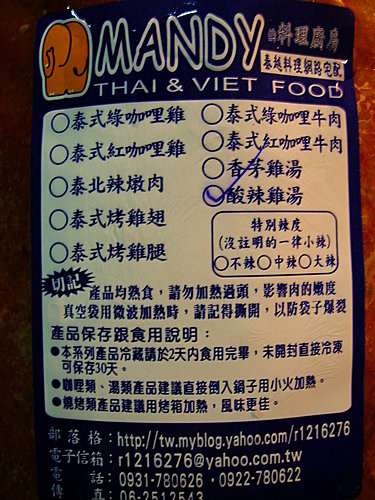 MANDY的料理廚房
泰越料理網路宅配
THAI & VIET FOOD
○泰式綠咖哩雞 ○泰式綠咖哩牛肉
○泰式紅咖哩雞 ○泰式紅咖哩牛肉
○泰北辣燉肉 ○香茅雞湯
○泰式烤雞翅 ○酸辣雞湯
○泰式烤雞腿
特別辣度
(沒註明的一律小辣)
○不辣○中辣○大辣
切記
產品均熟食，請勿加熱過頭，影響肉的嫩度
真空袋用微波加熱時，請記得撕開，以防袋子爆裂
產品保存跟食用說明：
●本系列產品冷藏請於2天內食用完畢，未開封直接冷凍
可保存30天。
●咖哩類、湯類產品建議直接倒入鍋子用小火加熱。
●燒烤類產品建議用烤箱加熱，風味更佳。
部落格：http://tw.myblog.yahoo.com/r1216276
電子信箱：r1216276@yahoo.com.tw
電話：0931-780626·0922-780622
傳真：06-2512543